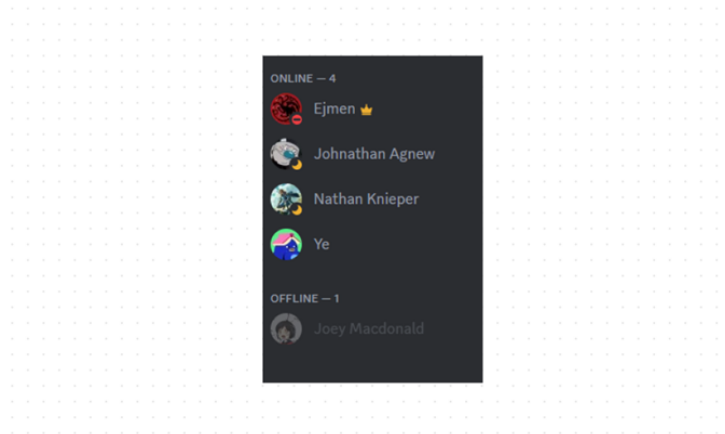 ONLINE — 4
Ejmen
Johnathan Agnew
Nathan Knieper
Ye
OFFLINE — 1
Joey Macdonald